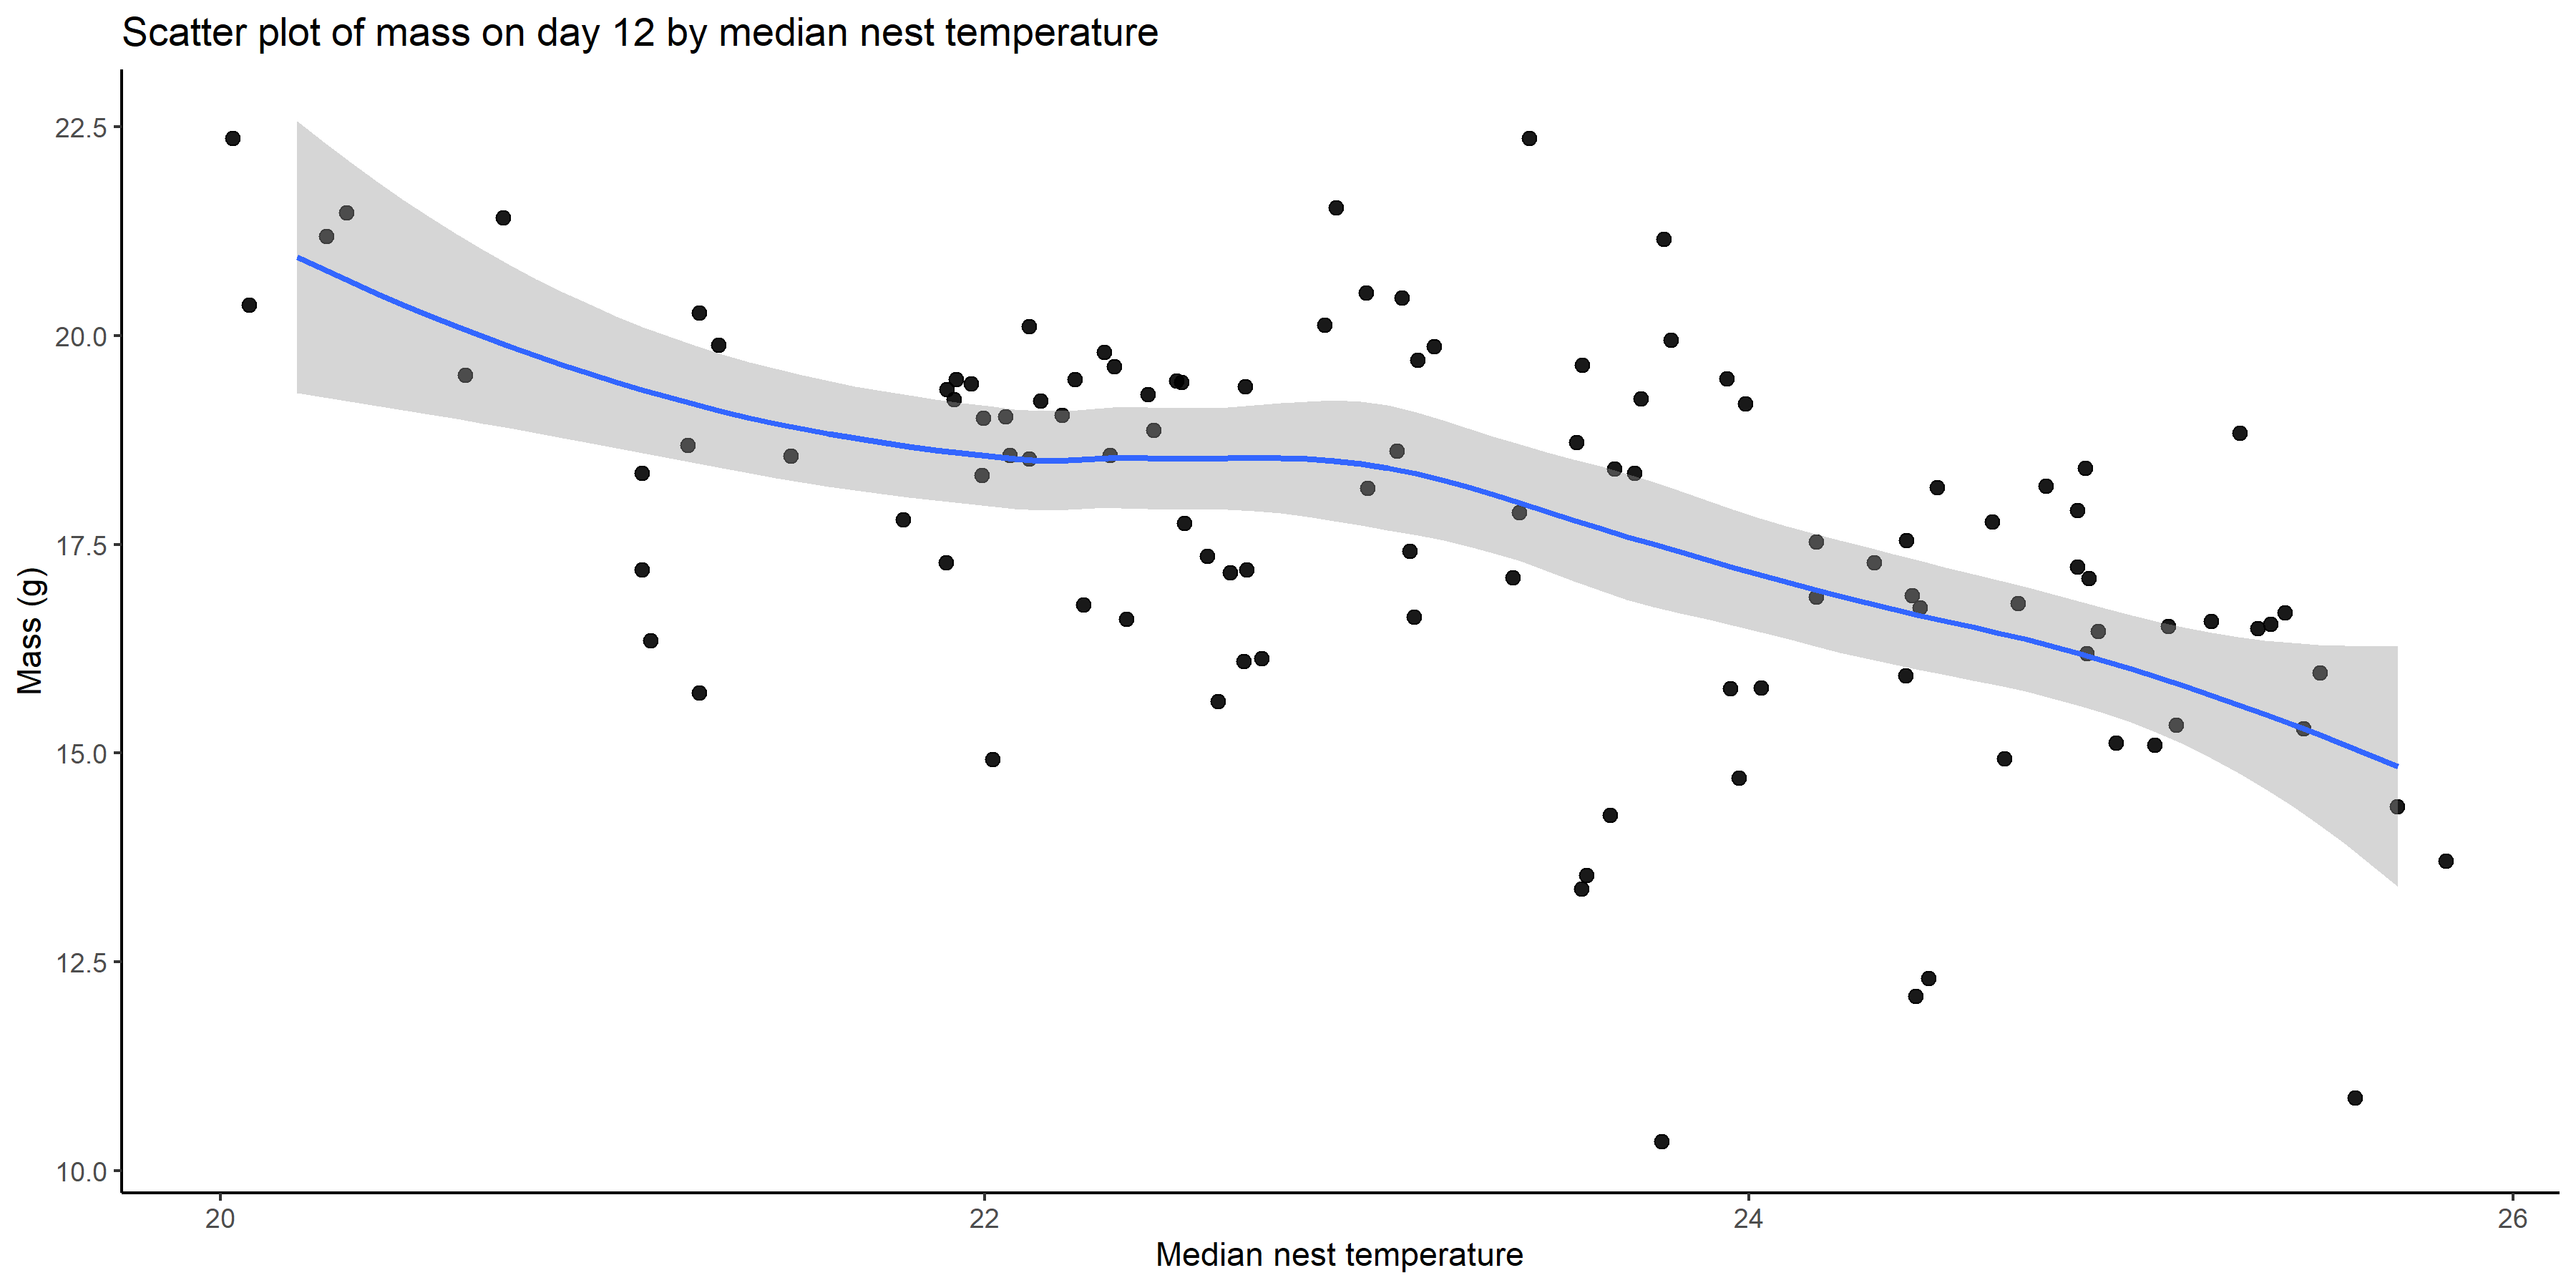 Scatter plot of mass on day 12 by median nest temperature
22.5
20.0
17.5
15.0
12.5
10.0
Mass (g)
20 22 24 26
Median nest temperature